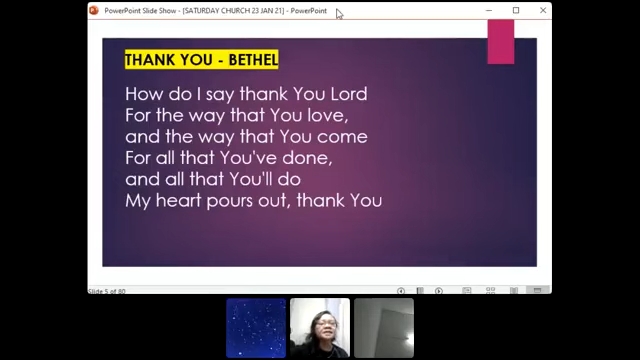 PowerPoint Slide Show - [SATURDAY CHURCH 23 JAN 21] - PowerPoint
THANK YOU - BETHEL
How do I say thank You Lord
For the way that You love,
and the way that You come
For all that You've done,
and all that You'll do
My heart pours out, thank You
Slide 5 of 80